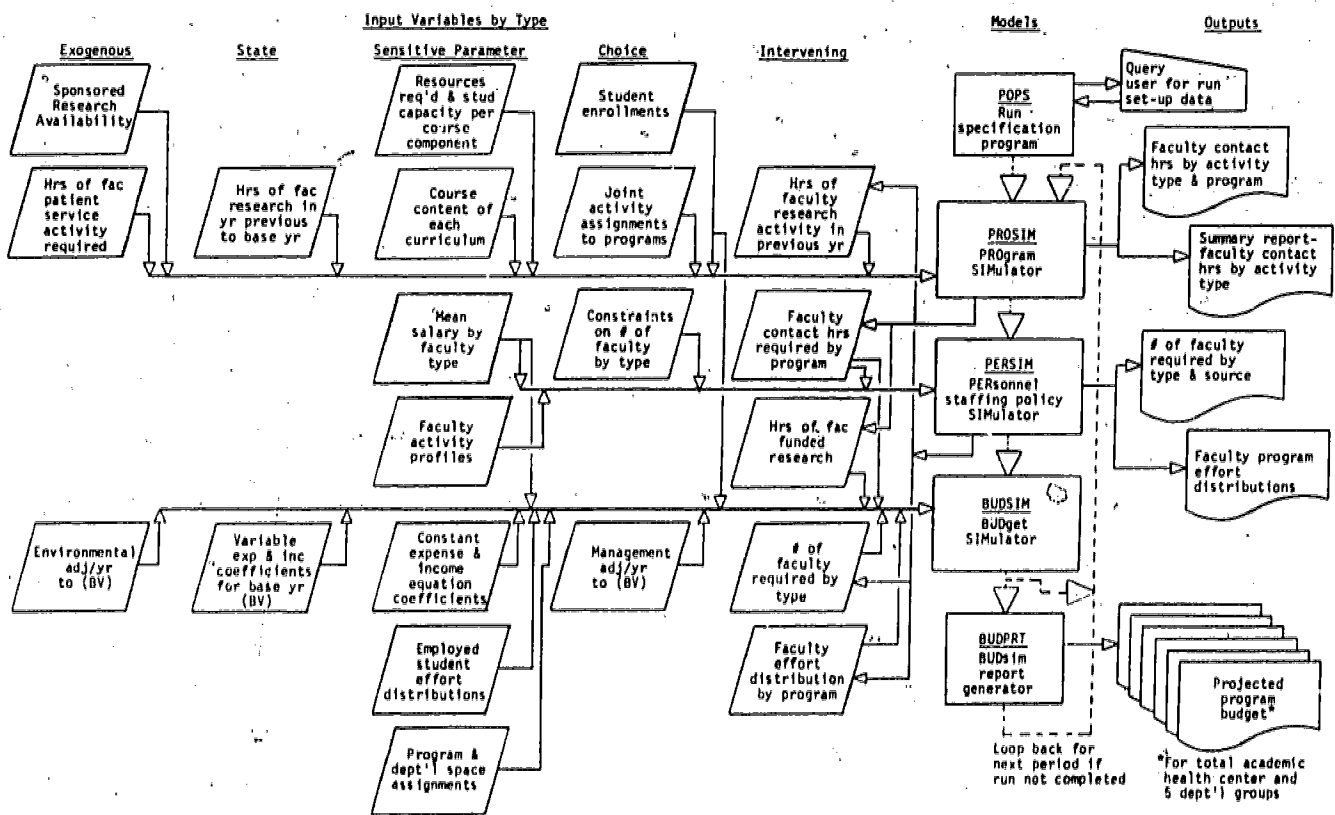 Input Variables by Type
Models
Outputs
Exogenous
State
Sensitive Parameter
Choice
Intervening
Sponsored
Research
Availability
Resources
req'd & stud
capacity per
course
component
Student
enrollments
POPS
Run
specification
program
Query
user for run
set-up data
Hrs of fac
patient
service
activity
required
Hrs of fac
research in
yr previous
to base yr
Course
content of
each
curriculum
Joint
activity
assignments
to programs
Hrs of
faculty
research
activity in
previous yr
PROSIM
PROgram
SIMulator
Faculty contact
hrs by activity
type & program
Summary report-
faculty contact
hrs by activity
type
Mean
salary by
faculty
type
Constraints
on # of
faculty
by type
Faculty
contact hrs
required by
program
PERSIM
PERsonnel
staffing policy
SIMulator
# of faculty
required by
type & source
Faculty
activity
profiles
Hrs of fac
funded
research
Faculty program
effort
distributions
Environmental
adj/yr
to (BV)
Variable
exp & inc
coefficients
for base yr
(BV)
Constant
expense &
income
equation
coefficients
Management
adj/yr
to (BV)
# of
faculty
required by
type
BUDSIM
BUDget
SIMulator
Employed
student
effort
distributions
Faculty
effort
distribution
by program
BUDPRT
BUDsim
report
generator
Projected
program
budget*
Program &
dept'l space
assignments
Loop back for
next period if
run not completed
*For total academic
health center and
5 dept'l groups